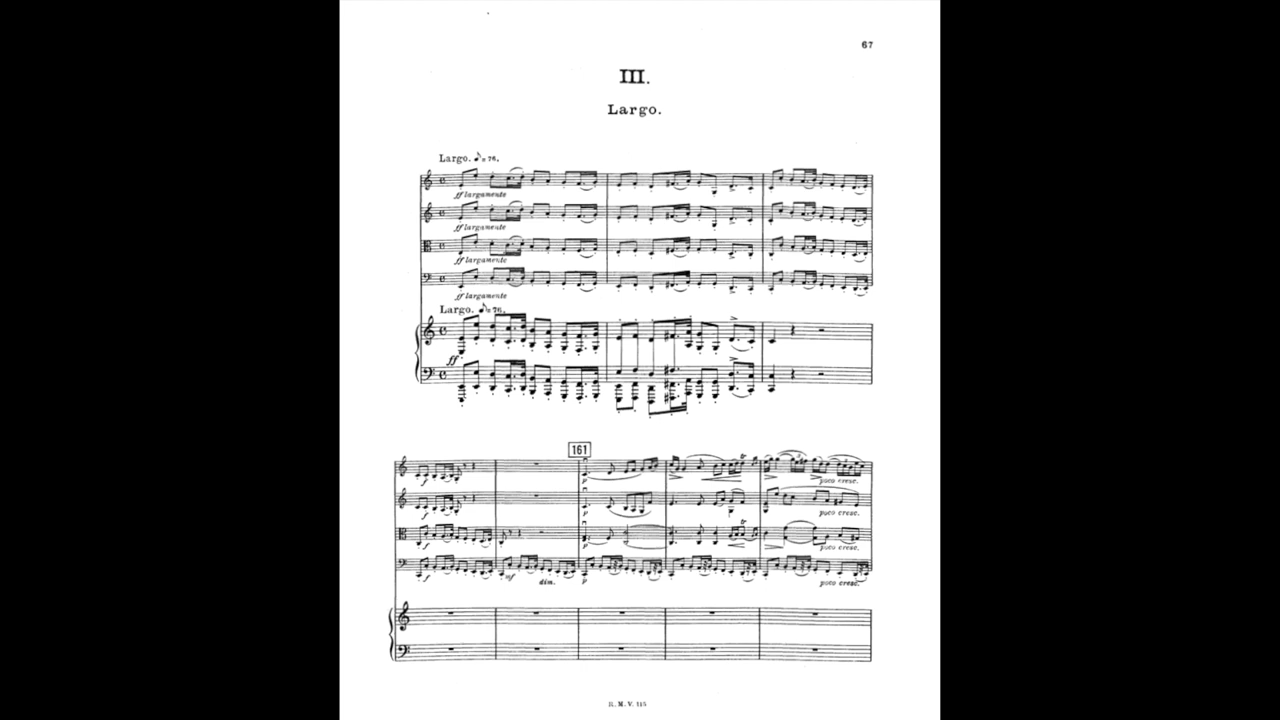 67
III.
Largo.
Largo. ♪= 76.
ff largamente
ff largamente
ff largamente
ff largamente
Largo. ♪= 76.
ff
161
f p poco cresc.
f p poco cresc.
f p poco cresc.
f mf dim. p poco cresc.
R. M. V. 115